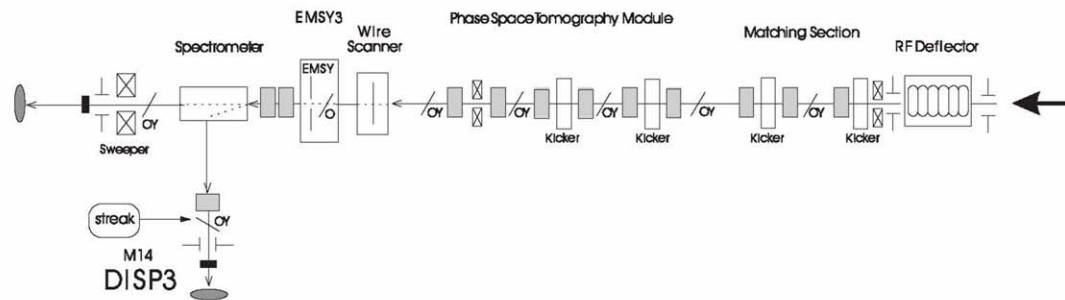 EMSY3
Phase Space Tomography Module
Wire Scanner
Matching Section
RF Deflector
Spectrometer
EMSY
O
OY
OY
OY
OY
OY
OY
OY
Sweeper
Kicker
Kicker
Kicker
Kicker
streak
OY
M14
DISP3